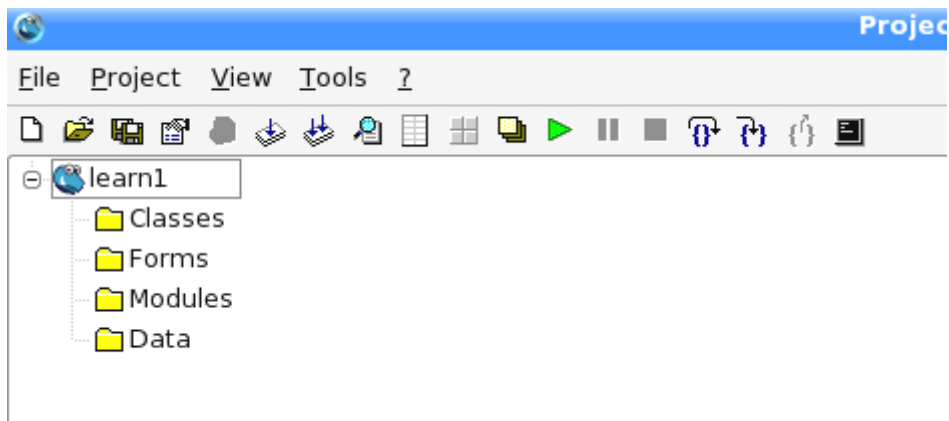 Projec
File Project View Tools ?
learn1
Classes
Forms
Modules
Data